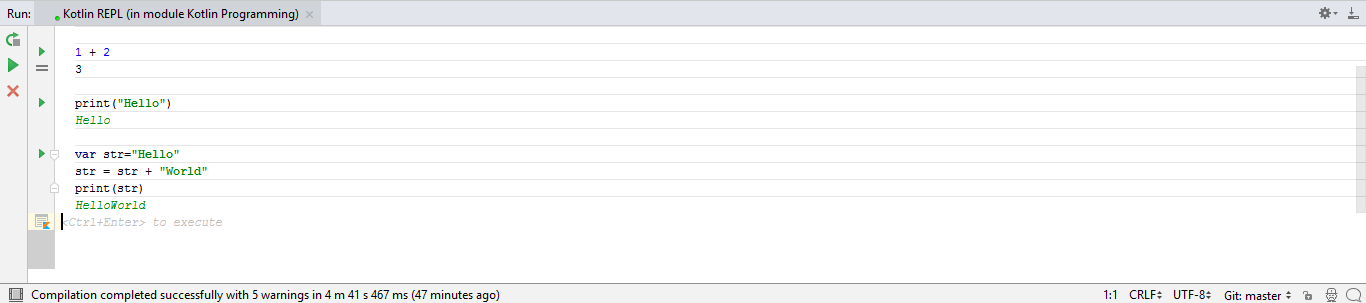 Run: Kotlin REPL (in module Kotlin Programming)
1 + 2
3
print("Hello")
Hello
var str="Hello"
str = str + "World"
print(str)
HelloWorld
<Ctrl+Enter> to execute
Compilation completed successfully with 5 warnings in 4 m 41 s 467 ms (47 minutes ago) 1:1 CRLF UTF-8 Git: master